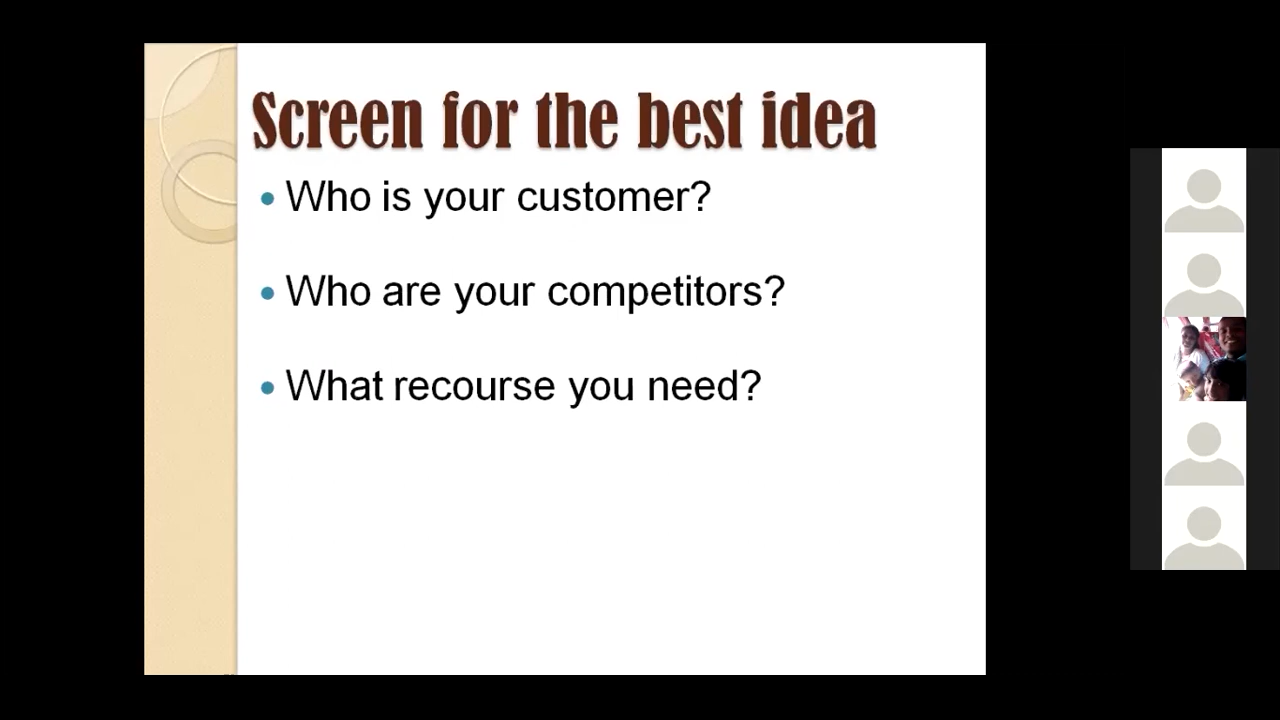 Screen for the best idea
• Who is your customer?
• Who are your competitors?
• What recourse you need?